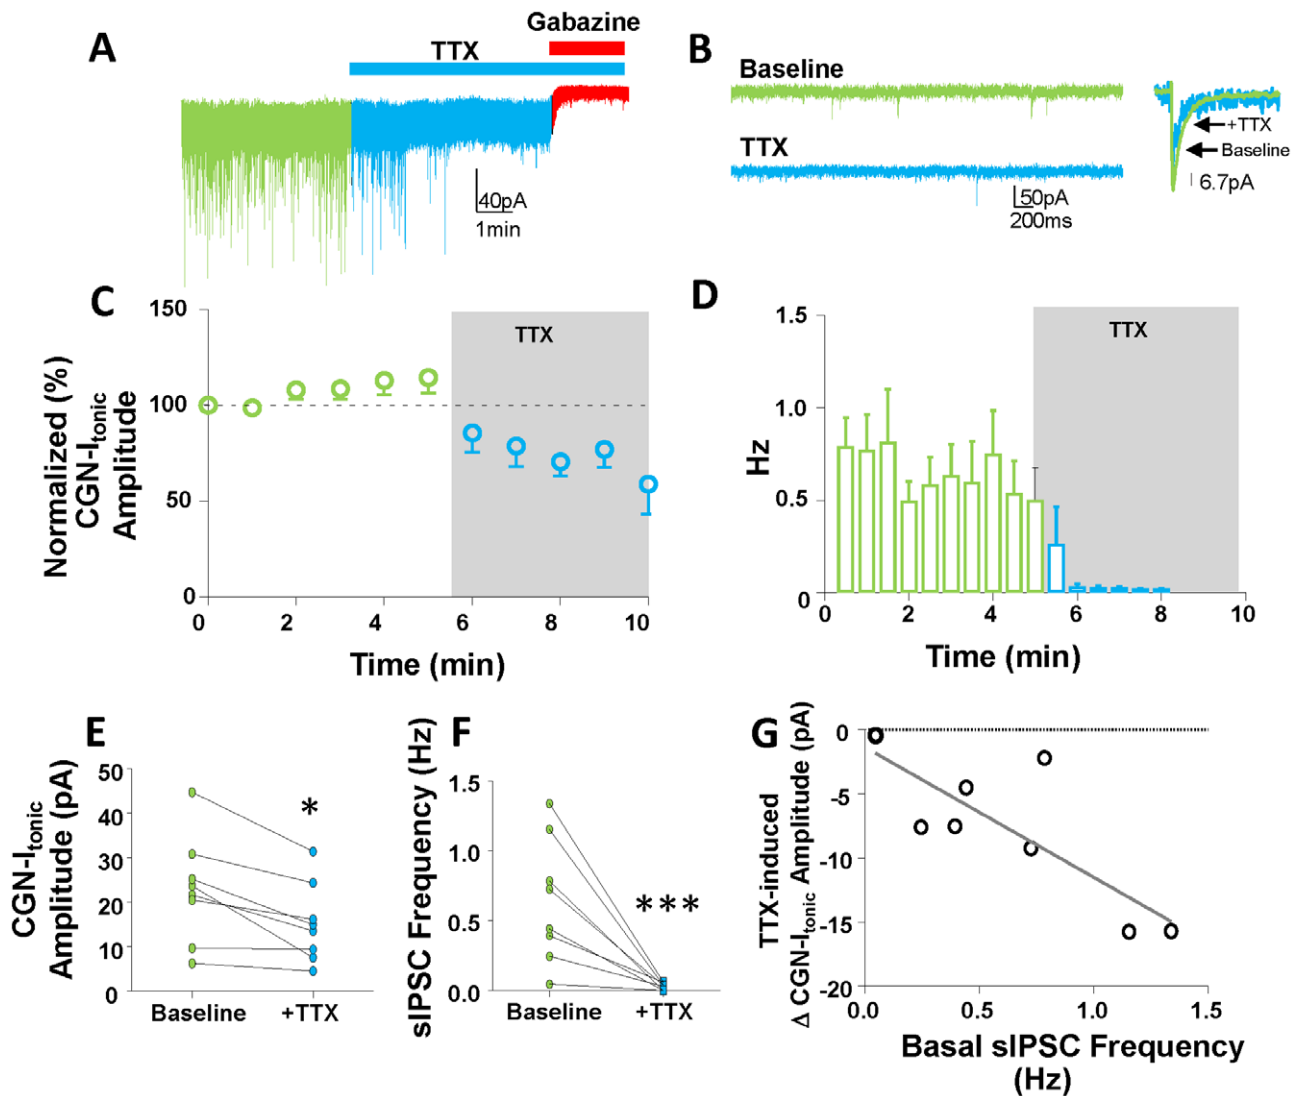 A
Gabazine
TTX
40pA
1min
B
Baseline
TTX
50pA
200ms
+TTX
Baseline
6.7pA
C
Normalized (%)
CGN-Itonic
Amplitude
150
100
50
0
TTX
0 2 4 6 8 10
Time (min)
D
Hz
1.5
1.0
0.5
0
TTX
0 2 4 6 8 10
Time (min)
E
CGN-Itonic
Amplitude (pA)
50
40
30
20
10
0
*
Baseline +TTX
F
sIPSC Frequency (Hz)
1.5
1.0
0.5
0.0
***
Baseline +TTX
G
TTX-induced
Δ CGN-Itonic Amplitude (pA)
0
-5
-10
-15
-20
0.0 0.5 1.0 1.5
Basal sIPSC Frequency
(Hz)